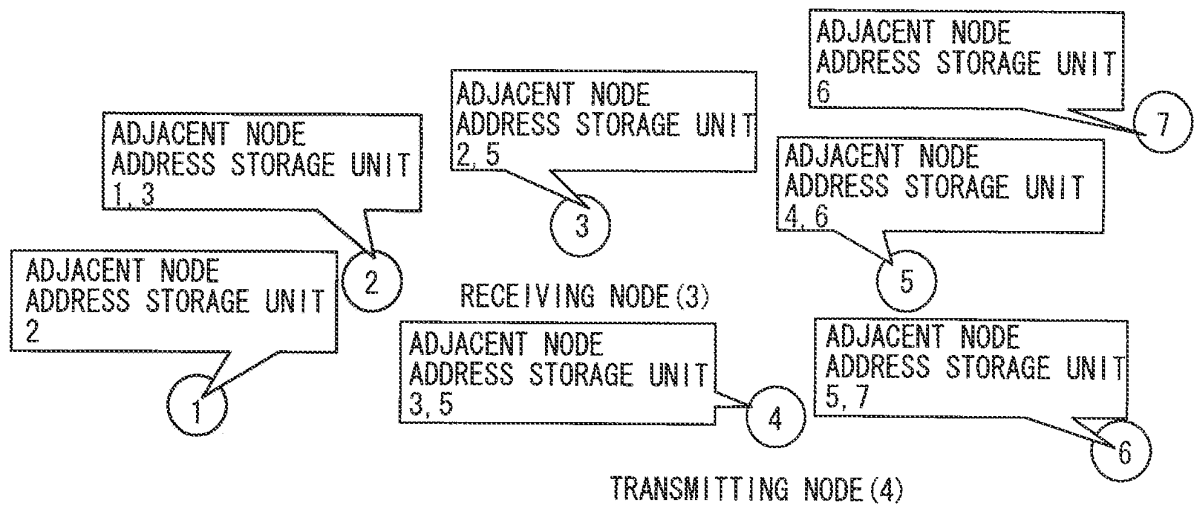 ADJACENT NODE
ADDRESS STORAGE UNIT
6
7
ADJACENT NODE
ADDRESS STORAGE UNIT
2,5
3
ADJACENT NODE
ADDRESS STORAGE UNIT
1,3
2
ADJACENT NODE
ADDRESS STORAGE UNIT
4,6
5
ADJACENT NODE
ADDRESS STORAGE UNIT
2
1
RECEIVING NODE(3)
ADJACENT NODE
ADDRESS STORAGE UNIT
3,5
4
ADJACENT NODE
ADDRESS STORAGE UNIT
5,7
6
TRANSMITTING NODE(4)